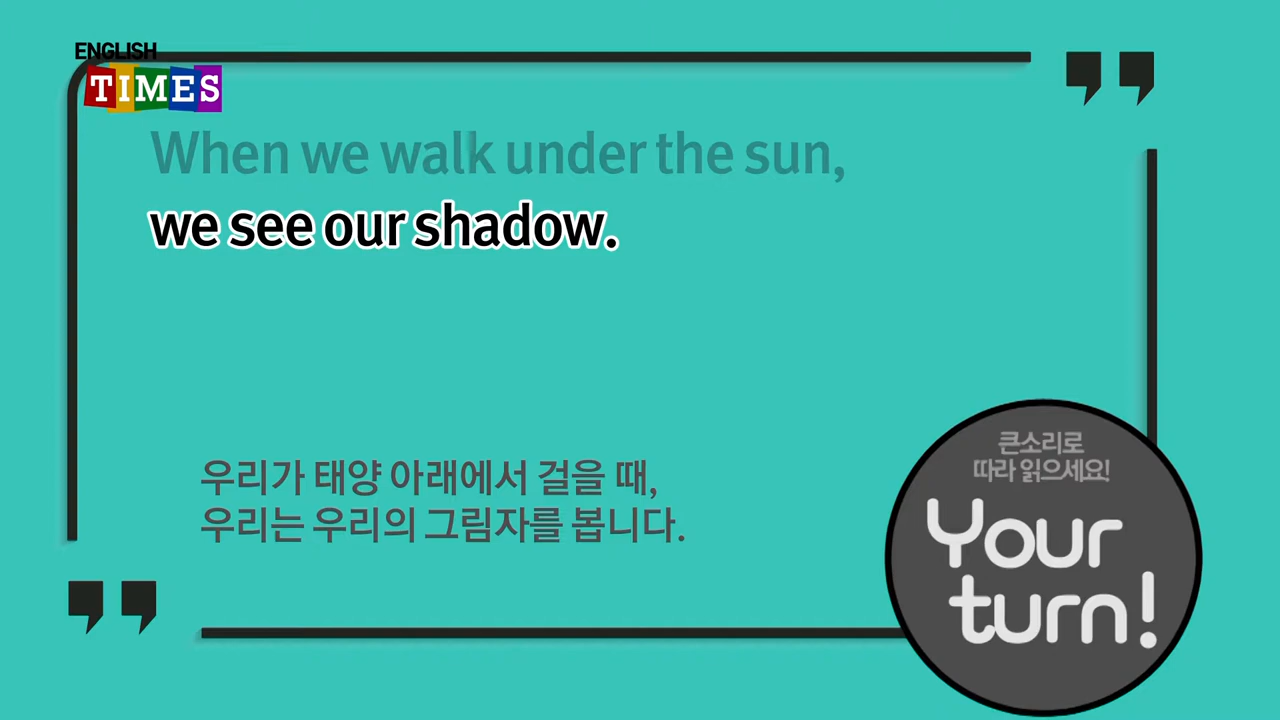 ENGLISH
TIMES
When we walk under the sun,
we see our shadow.
우리가 태양 아래에서 걸을 때,
우리는 우리의 그림자를 봅니다.
큰소리로
따라 읽으세요!
Your
turn!